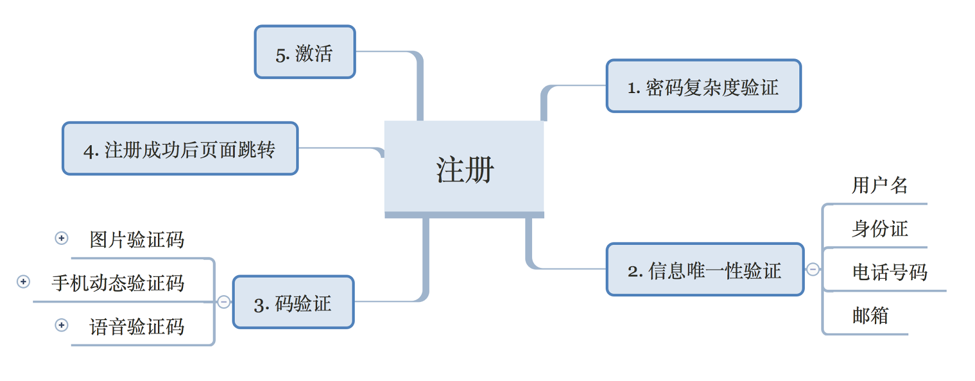 注册
1. 密码复杂度验证
2. 信息唯一性验证
用户名
身份证
电话号码
邮箱
3. 码验证
图片验证码
手机动态验证码
语音验证码
4. 注册成功后页面跳转
5. 激活